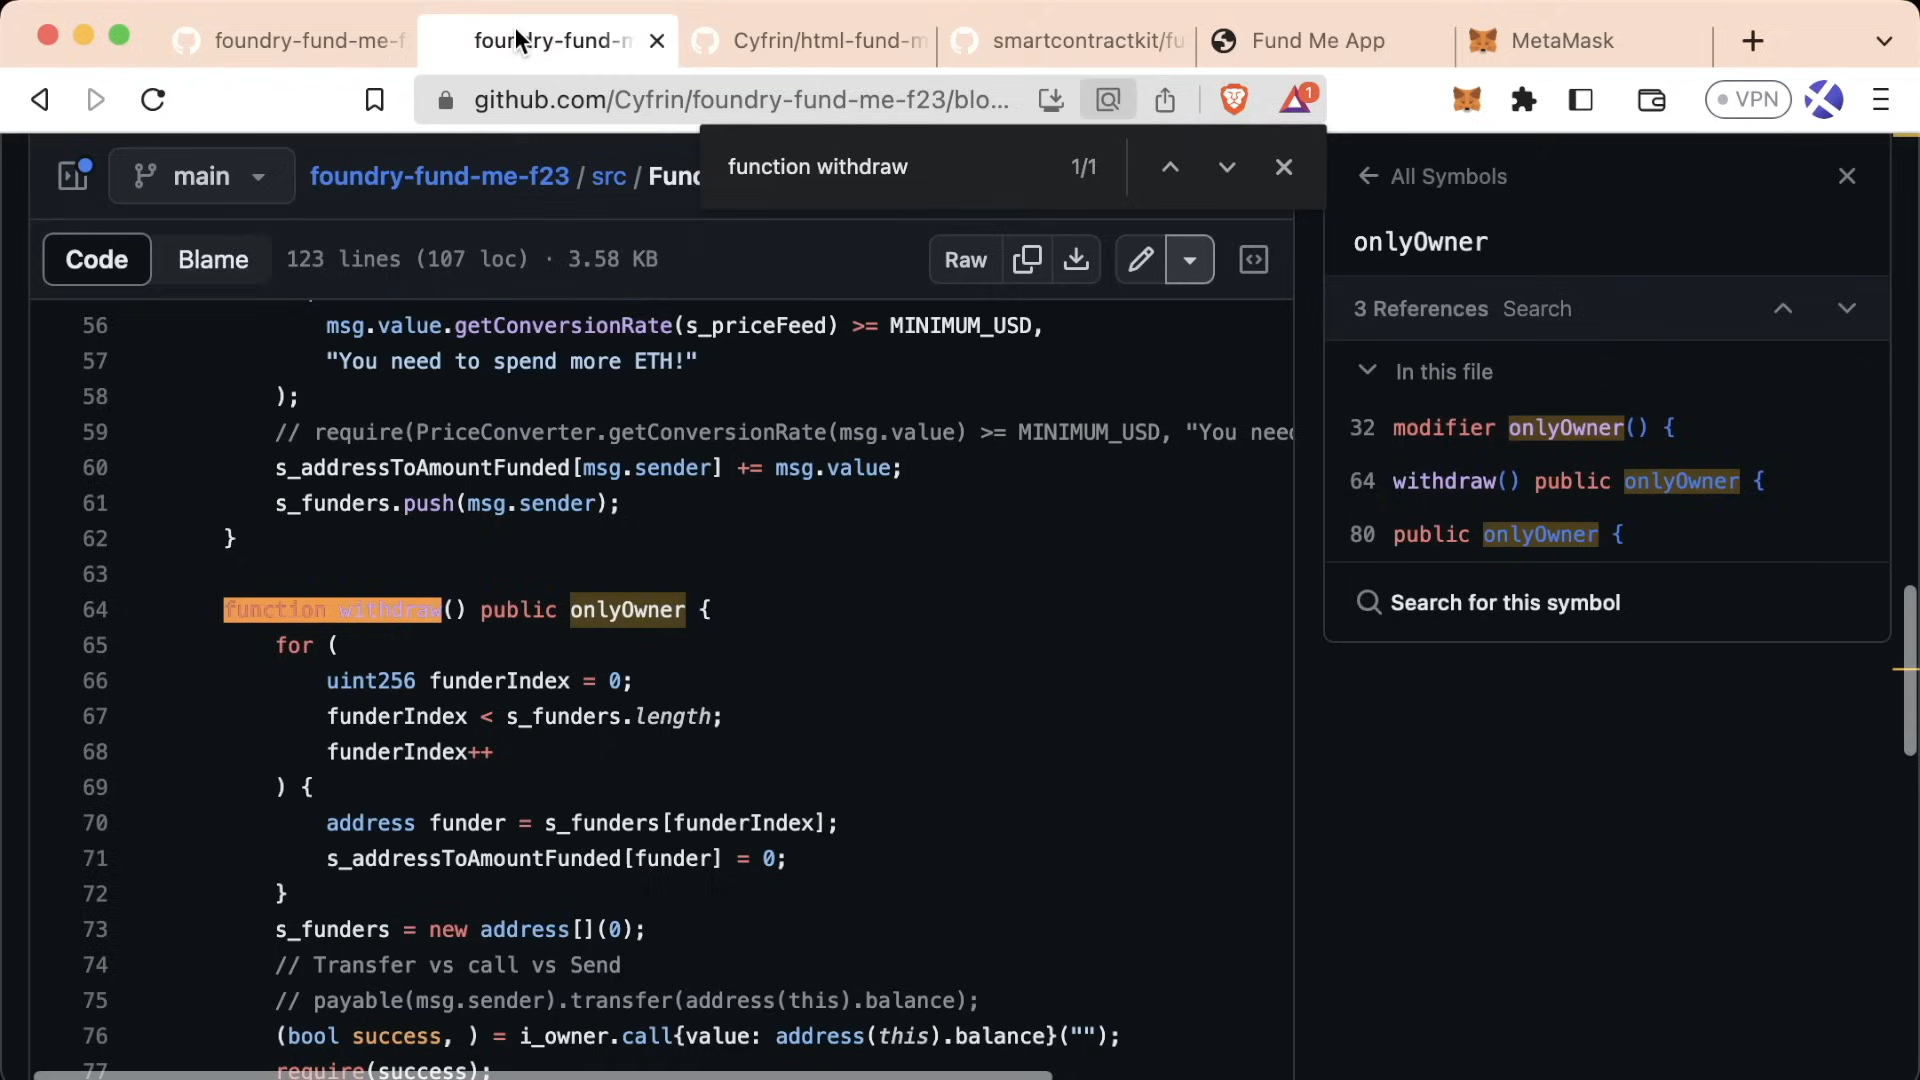 foundry-fund-me-f
foundry-fund-m
Cyfrin/html-fund-m
smartcontractkit/fu
Fund Me App
MetaMask
github.com/Cyfrin/foundry-fund-me-f23/blo...
1
VPN
function withdraw
1/1
main
foundry-fund-me-f23 / src / Func
All Symbols
onlyOwner
Code
Blame
123 lines (107 loc) · 3.58 KB
Raw
3 References Search
In this file
32 modifier onlyOwner() {
64 withdraw() public onlyOwner {
80 public onlyOwner {
Search for this symbol
56 msg.value.getConversionRate(s_priceFeed) >= MINIMUM_USD,
57 "You need to spend more ETH!"
58 );
59 // require(PriceConverter.getConversionRate(msg.value) >= MINIMUM_USD, "You need
60 s_addressToAmountFunded[msg.sender] += msg.value;
61 s_funders.push(msg.sender);
62 }
63
64 function withdraw() public onlyOwner {
65 for (
66 uint256 funderIndex = 0;
67 funderIndex < s_funders.length;
68 funderIndex++
69 ) {
70 address funder = s_funders[funderIndex];
71 s_addressToAmountFunded[funder] = 0;
72 }
73 s_funders = new address[](0);
74 // Transfer vs call vs Send
75 // payable(msg.sender).transfer(address(this).balance);
76 (bool success, ) = i_owner.call{value: address(this).balance}("");
77 require(success);